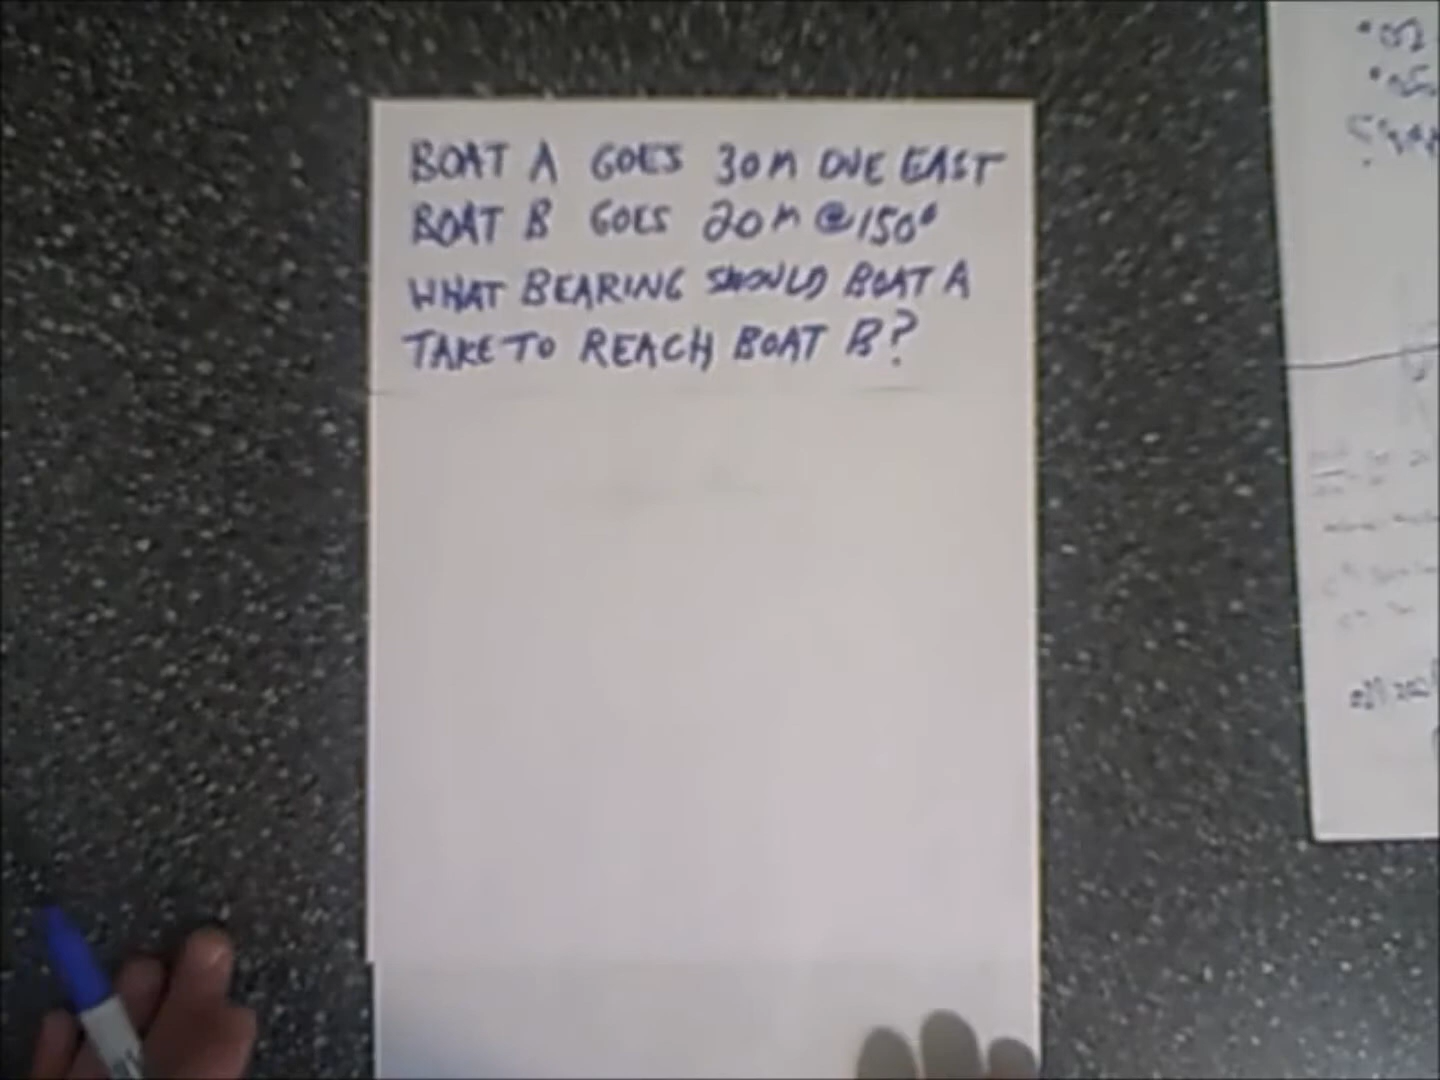 BOAT A GOES 30M DUE EAST
BOAT B GOES 20M @ 150°
WHAT BEARING SHOULD BOAT A
TAKE TO REACH BOAT B?